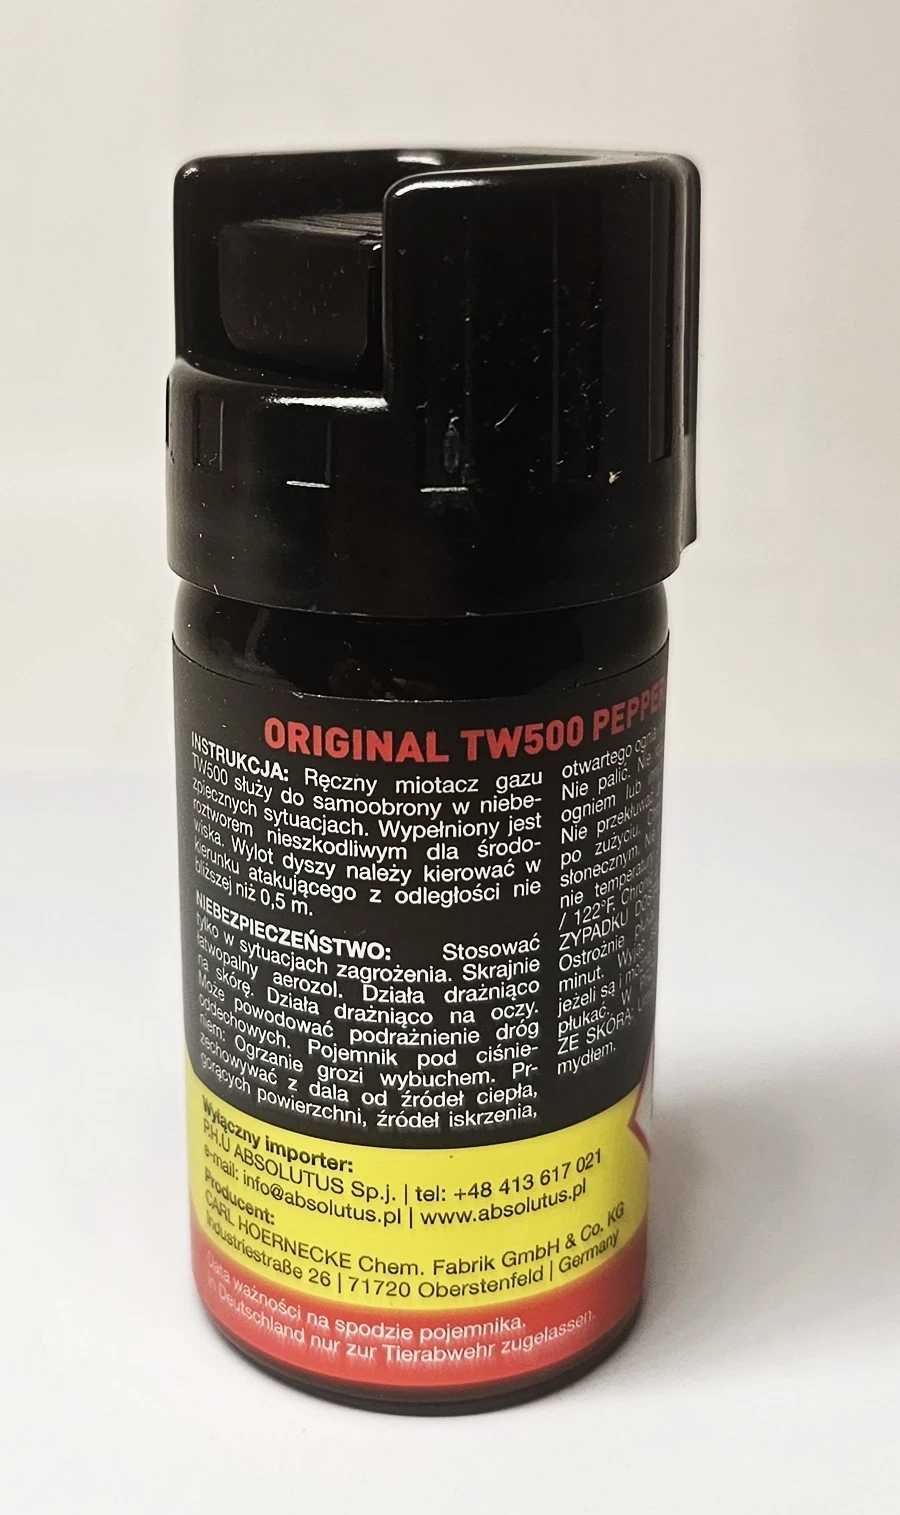 ORIGINAL TW500 PEPPER
INSTRUKCJA: Ręczny miotacz gazu
TW500 służy do samoobrony w niebe-
zpiecznych sytuacjach. Wypełniony jest
roztworem nieszkodliwym dla środo-
wiska. Wylot dyszy należy kierować w
kierunku atakującego z odległości nie
bliższej niż 0,5 m.
NIEBEZPIECZEŃSTWO: Stosować
tylko w sytuacjach zagrożenia. Skrajnie
łatwopalny aerozol. Działa drażniąco
na skórę. Działa drażniąco na oczy.
Może powodować podrażnienie dróg
oddechowych. Pojemnik pod ciśnie-
niem: Ogrzanie grozi wybuchem. Pr-
zechowywać z dala od źródeł ciepła,
gorących powierzchni, źródeł iskrzenia,
otwartego ognia
Nie palić. Nie
ogniem lub
Nie przekłuwać
po zużyciu.
słonecznym.
nie temperatur
/ 122°F.
ZYPADKU
Ostrożnie
minut.
jeżeli są i
płukać. W
ZE SKÓRĄ:
mydłem.
Wyłączny importer:
P.H.U ABSOLUTUS Sp.j. | tel: +48 413 617 021
e-mail: info@absolutus.pl | www.absolutus.pl
Producent:
CARL HOERNECKE Chem. Fabrik GmbH & Co. KG
Industriestraße 26 | 71720 Oberstenfeld | Germany
Data ważności na spodzie pojemnika.
In Deutschland nur zur Tierabwehr zugelassen.